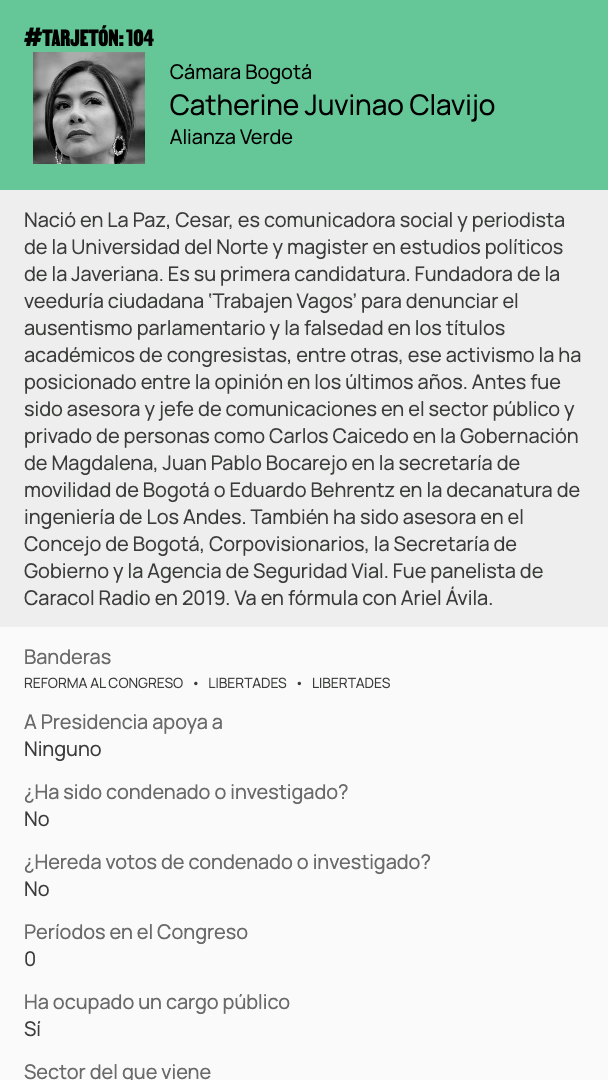 #TARJETÓN: 104
Cámara Bogotá
Catherine Juvinao Clavijo
Alianza Verde
Nació en La Paz, Cesar, es comunicadora social y periodista
de la Universidad del Norte y magister en estudios políticos
de la Javeriana. Es su primera candidatura. Fundadora de la
veeduría ciudadana ‘Trabajen Vagos’ para denunciar el
ausentismo parlamentario y la falsedad en los títulos
académicos de congresistas, entre otras, ese activismo la ha
posicionado entre la opinión en los últimos años. Antes fue
sido asesora y jefe de comunicaciones en el sector público y
privado de personas como Carlos Caicedo en la Gobernación
de Magdalena, Juan Pablo Bocarejo en la secretaría de
movilidad de Bogotá o Eduardo Behrentz en la decanatura de
ingeniería de Los Andes. También ha sido asesora en el
Concejo de Bogotá, Corpovisionarios, la Secretaría de
Gobierno y la Agencia de Seguridad Vial. Fue panelista de
Caracol Radio en 2019. Va en fórmula con Ariel Ávila.
Banderas
REFORMA AL CONGRESO • LIBERTADES • LIBERTADES
A Presidencia apoya a
Ninguno
¿Ha sido condenado o investigado?
No
¿Hereda votos de condenado o investigado?
No
Períodos en el Congreso
0
Ha ocupado un cargo público
Sí
Sector del que viene